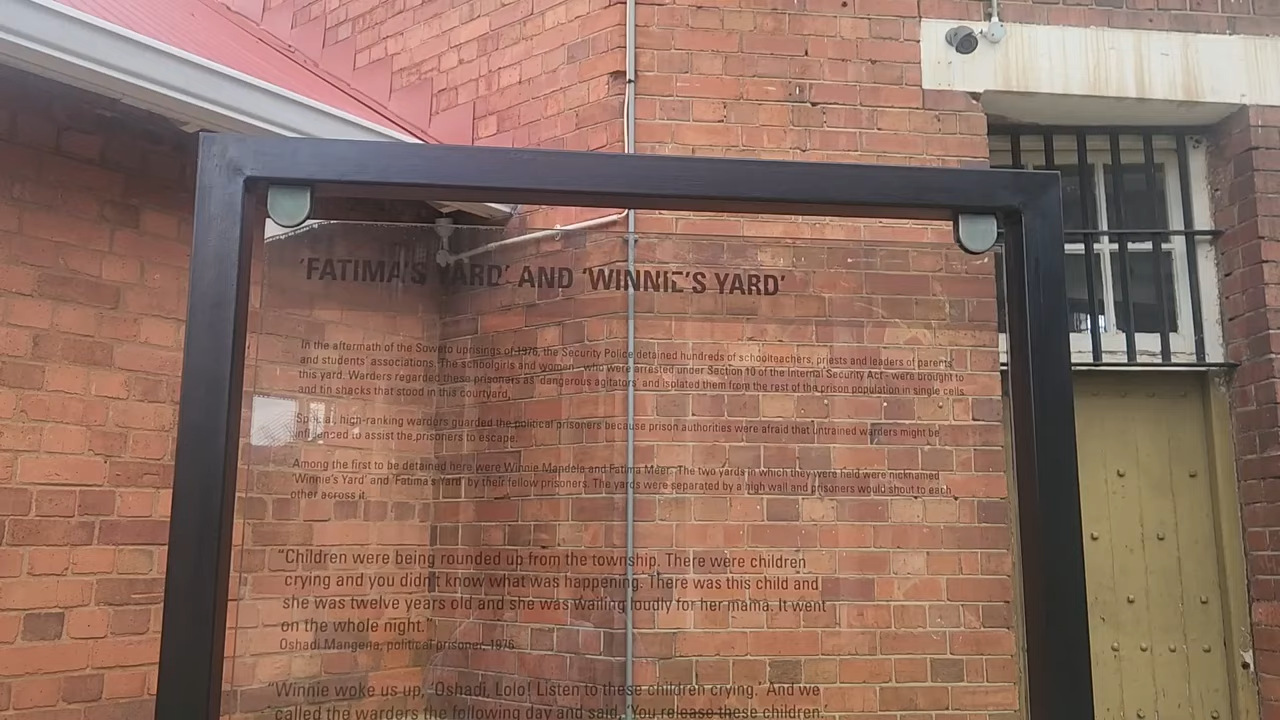 'FATIMA'S YARD' AND 'WINNIE'S YARD'
In the aftermath of the Soweto uprisings of 1976, the Security Police detained hundreds of schoolteachers, priests and leaders of parents'
and students' associations. The schoolgirls and women - who were arrested under Section 10 of the Internal Security Act - were brought to
this yard. Warders regarded these prisoners as 'dangerous agitators' and isolated them from the rest of the prison population in single cells
and tin shacks that stood in this courtyard.
Special, high-ranking warders guarded the political prisoners because prison authorities were afraid that untrained warders might be
influenced to assist the prisoners to escape.
Among the first to be detained here were Winnie Mandela and Fatima Meer. The two yards in which they were held were nicknamed
'Winnie's Yard' and 'Fatima's Yard' by their fellow prisoners. The yards were separated by a high wall and prisoners would shout to each
other across it.
"Children were being rounded up from the township. There were children
crying and you didn't know what was happening. There was this child and
she was twelve years old and she was wailing loudly for her mama. It went
on the whole night."
Oshadi Mangena, political prisoner, 1976
"Winnie woke us up, 'Oshadi, Lolo! Listen to these children crying.' And we
called the warders the following day and said, 'You release these children.'